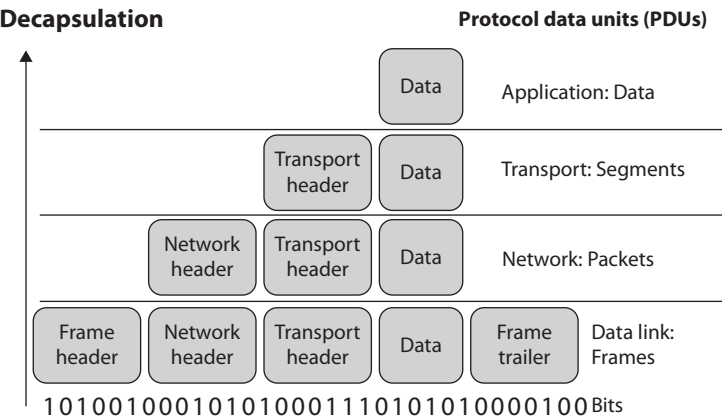 Decapsulation
Protocol data units (PDUs)
Data
Application: Data
Transport
header
Data
Transport: Segments
Network
header
Transport
header
Data
Network: Packets
Frame
header
Network
header
Transport
header
Data
Frame
trailer
Data link:
Frames
1010010001010100011101010100000100 Bits